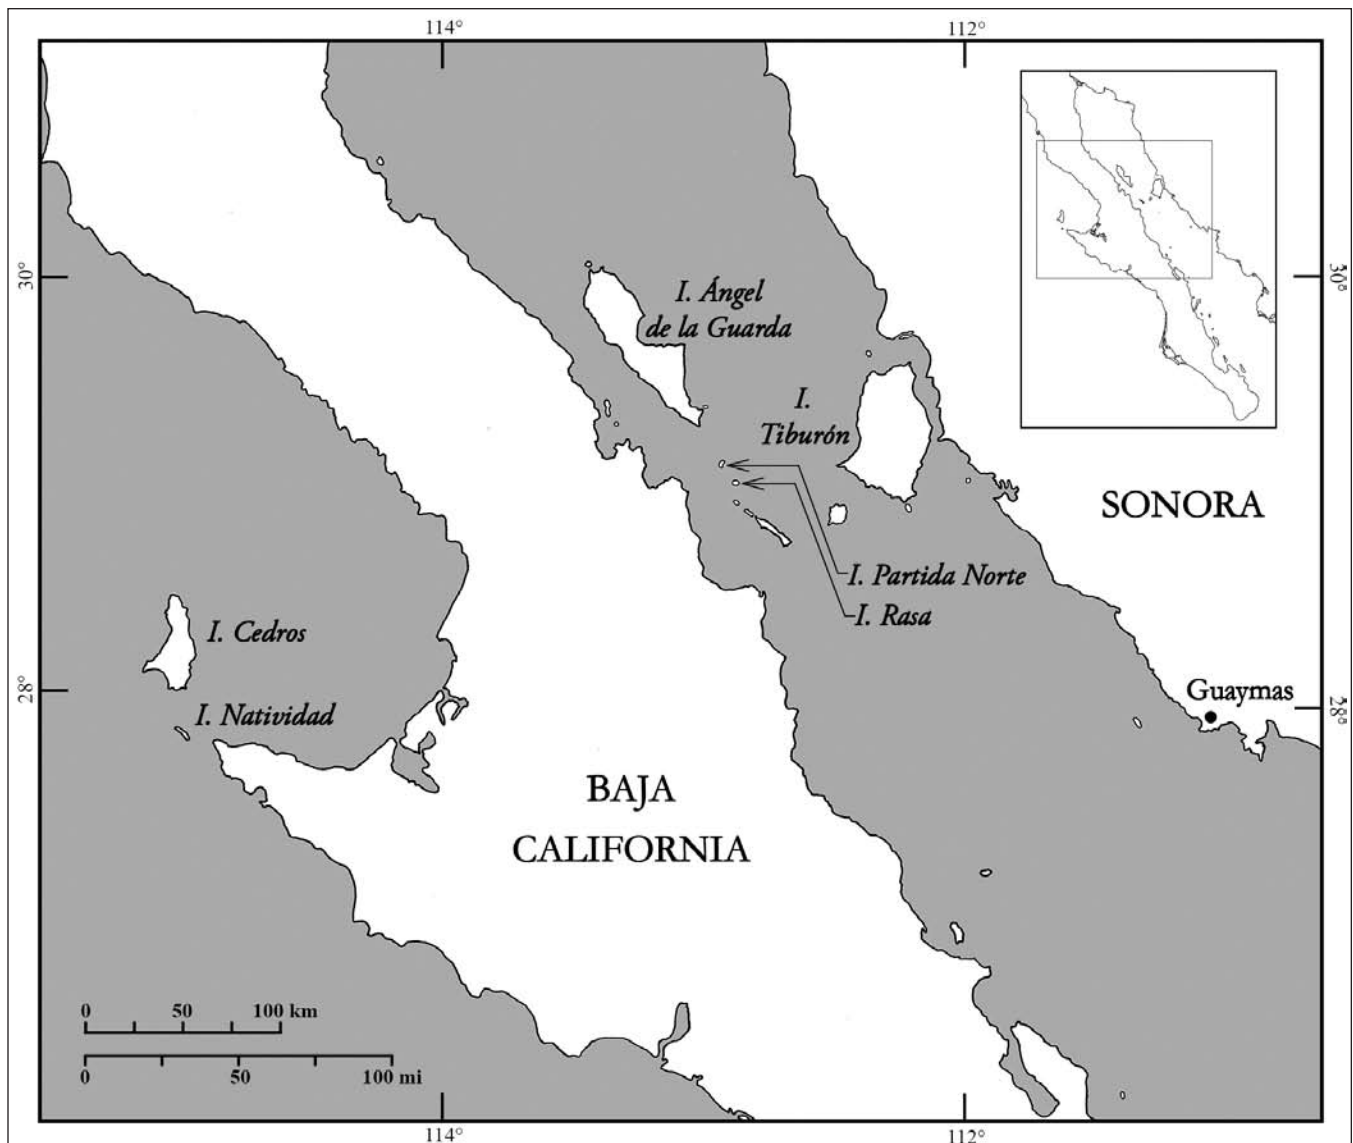 114° 112°
30° 30°
I. Ángel
de la Guarda
I.
Tiburón
SONORA
I. Partida Norte
I. Rasa
I. Cedros
28° 28°
Guaymas
I. Natividad
BAJA
CALIFORNIA
0 50 100 km
0 50 100 mi
114° 112°